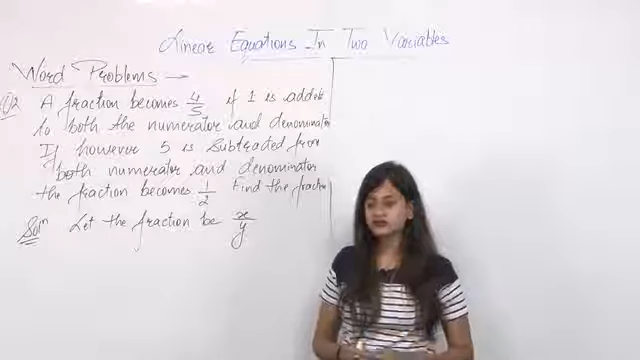 Linear Equations In Two Variables
Word Problems →
Q2 A fraction becomes 4/5 if 1 is added
to both the numerator and denominator
If however 5 is subtracted from
both numerator and denominator
the fraction becomes 1/2 Find the fraction
Soln Let the fraction be x/y